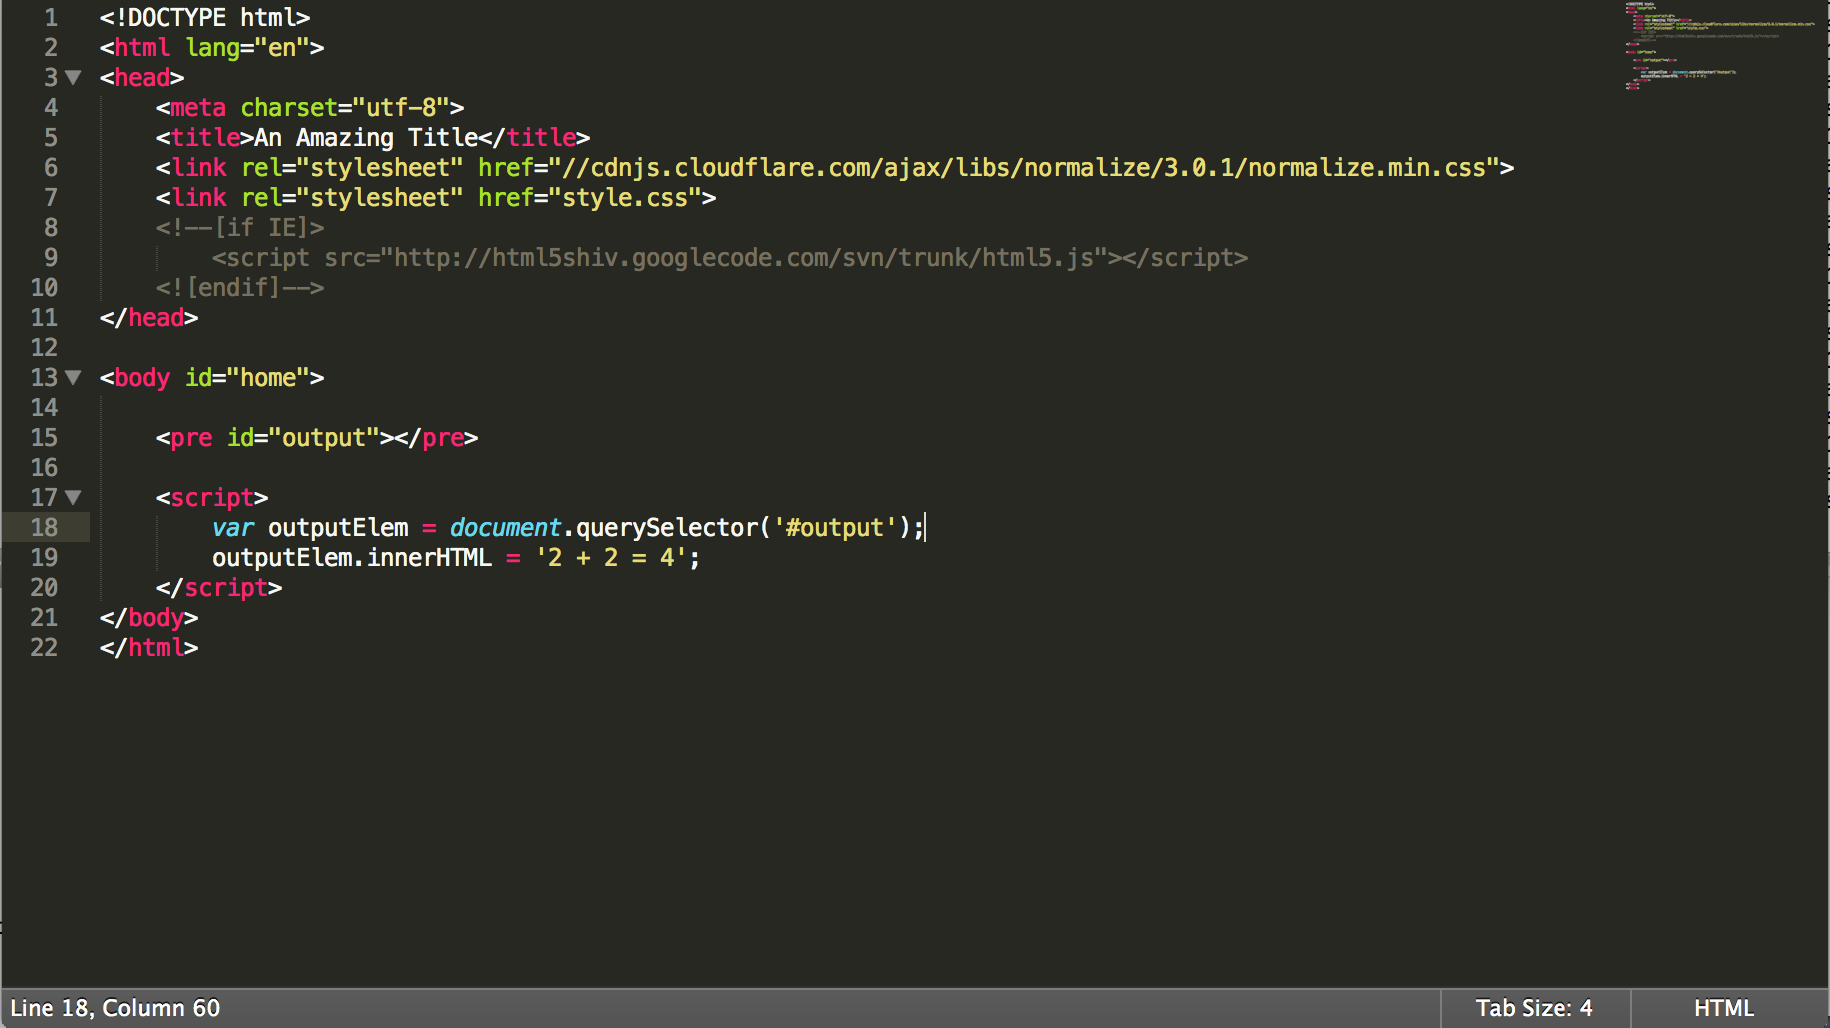 1 <!DOCTYPE html>
2 <html lang="en">
3 <head>
4     <meta charset="utf-8">
5     <title>An Amazing Title</title>
6     <link rel="stylesheet" href="//cdnjs.cloudflare.com/ajax/libs/normalize/3.0.1/normalize.min.css">
7     <link rel="stylesheet" href="style.css">
8     <!--[if IE]>
9         <script src="http://html5shiv.googlecode.com/svn/trunk/html5.js"></script>
10     <![endif]-->
11 </head>
12
13 <body id="home">
14
15     <pre id="output"></pre>
16
17     <script>
18         var outputElem = document.querySelector('#output');
19         outputElem.innerHTML = '2 + 2 = 4';
20     </script>
21 </body>
22 </html>
Line 18, Column 60
Tab Size: 4
HTML